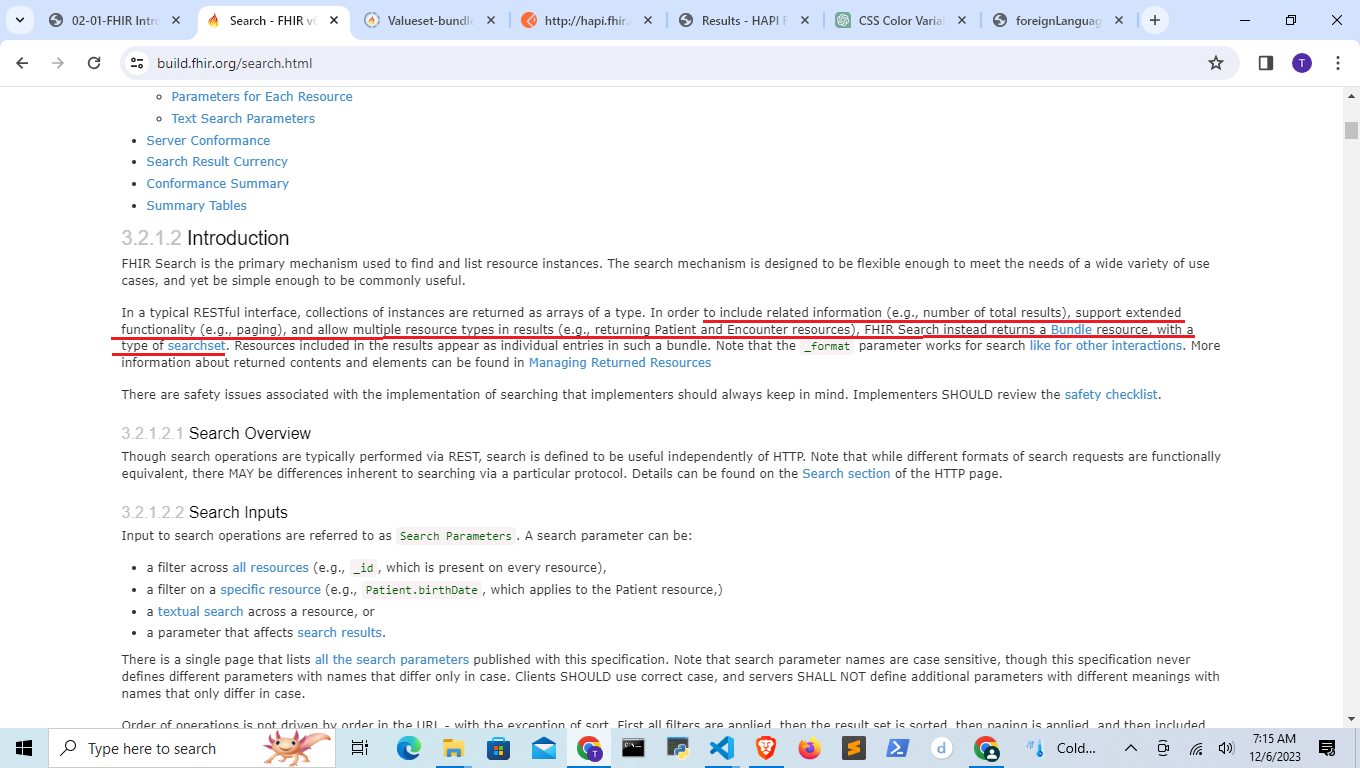 02-01-FHIR Intro
Search - FHIR v
Valueset-bundle
http://hapi.fhir.
Results - HAPI F
CSS Color Varia
foreignLanguag
build.fhir.org/search.html
T
Parameters for Each Resource
Text Search Parameters
Server Conformance
Search Result Currency
Conformance Summary
Summary Tables
3.2.1.2 Introduction
FHIR Search is the primary mechanism used to find and list resource instances. The search mechanism is designed to be flexible enough to meet the needs of a wide variety of use
cases, and yet be simple enough to be commonly useful.
In a typical RESTful interface, collections of instances are returned as arrays of a type. In order to include related information (e.g., number of total results), support extended
functionality (e.g., paging), and allow multiple resource types in results (e.g., returning Patient and Encounter resources), FHIR Search instead returns a Bundle resource, with a
type of searchset. Resources included in the results appear as individual entries in such a bundle. Note that the _format parameter works for search like for other interactions. More
information about returned contents and elements can be found in Managing Returned Resources
There are safety issues associated with the implementation of searching that implementers should always keep in mind. Implementers SHOULD review the safety checklist.
3.2.1.2.1 Search Overview
Though search operations are typically performed via REST, search is defined to be useful independently of HTTP. Note that while different formats of search requests are functionally
equivalent, there MAY be differences inherent to searching via a particular protocol. Details can be found on the Search section of the HTTP page.
3.2.1.2.2 Search Inputs
Input to search operations are referred to as Search Parameters. A search parameter can be:
a filter across all resources (e.g., _id, which is present on every resource),
a filter on a specific resource (e.g., Patient.birthDate, which applies to the Patient resource,)
a textual search across a resource, or
a parameter that affects search results.
There is a single page that lists all the search parameters published with this specification. Note that search parameter names are case sensitive, though this specification never
defines different parameters with names that differ only in case. Clients SHOULD use correct case, and servers SHALL NOT define additional parameters with different meanings with
names that only differ in case.
Order of operations is not driven by order in the URL - with the exception of sort. First all filters are applied, then the result set is sorted, then paging is applied, and then included
Type here to search
T
d
Cold...
7:15 AM
12/6/2023